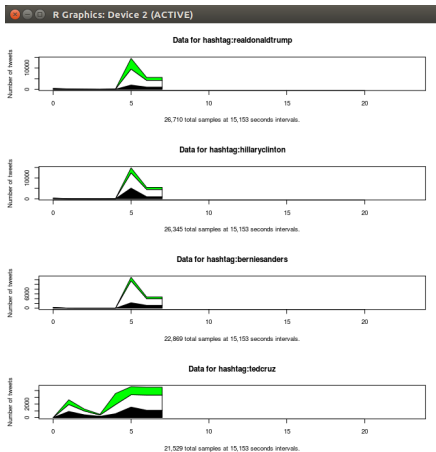 R Graphics: Device 2 (ACTIVE)
Data for hashtag:realdonaldtrump
Number of tweets
0 10000
0 5 10 15 20
26,710 total samples at 15,153 seconds intervals.
Data for hashtag:hillaryclinton
Number of tweets
0 10000
0 5 10 15 20
26,345 total samples at 15,153 seconds intervals.
Data for hashtag:berniesanders
Number of tweets
0 6000
0 5 10 15 20
22,869 total samples at 15,153 seconds intervals.
Data for hashtag:tedcruz
Number of tweets
0 2000
0 5 10 15 20
21,529 total samples at 15,153 seconds intervals.